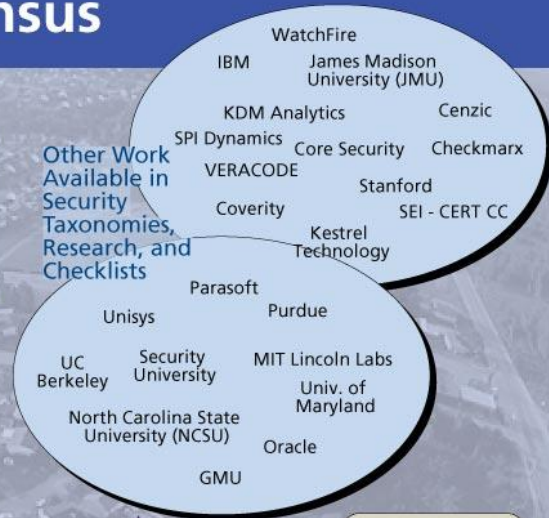 nsus
WatchFire
IBM
James Madison
University (JMU)
KDM Analytics
Cenzic
SPI Dynamics
Core Security
Checkmarx
VERACODE
Stanford
Coverity
SEI - CERT CC
Kestrel
Technology
Other Work
Available in
Security
Taxonomies,
Research, and
Checklists
Parasoft
Unisys
Purdue
UC
Berkeley
Security
University
MIT Lincoln Labs
Univ. of
Maryland
North Carolina State
University (NCSU)
Oracle
GMU